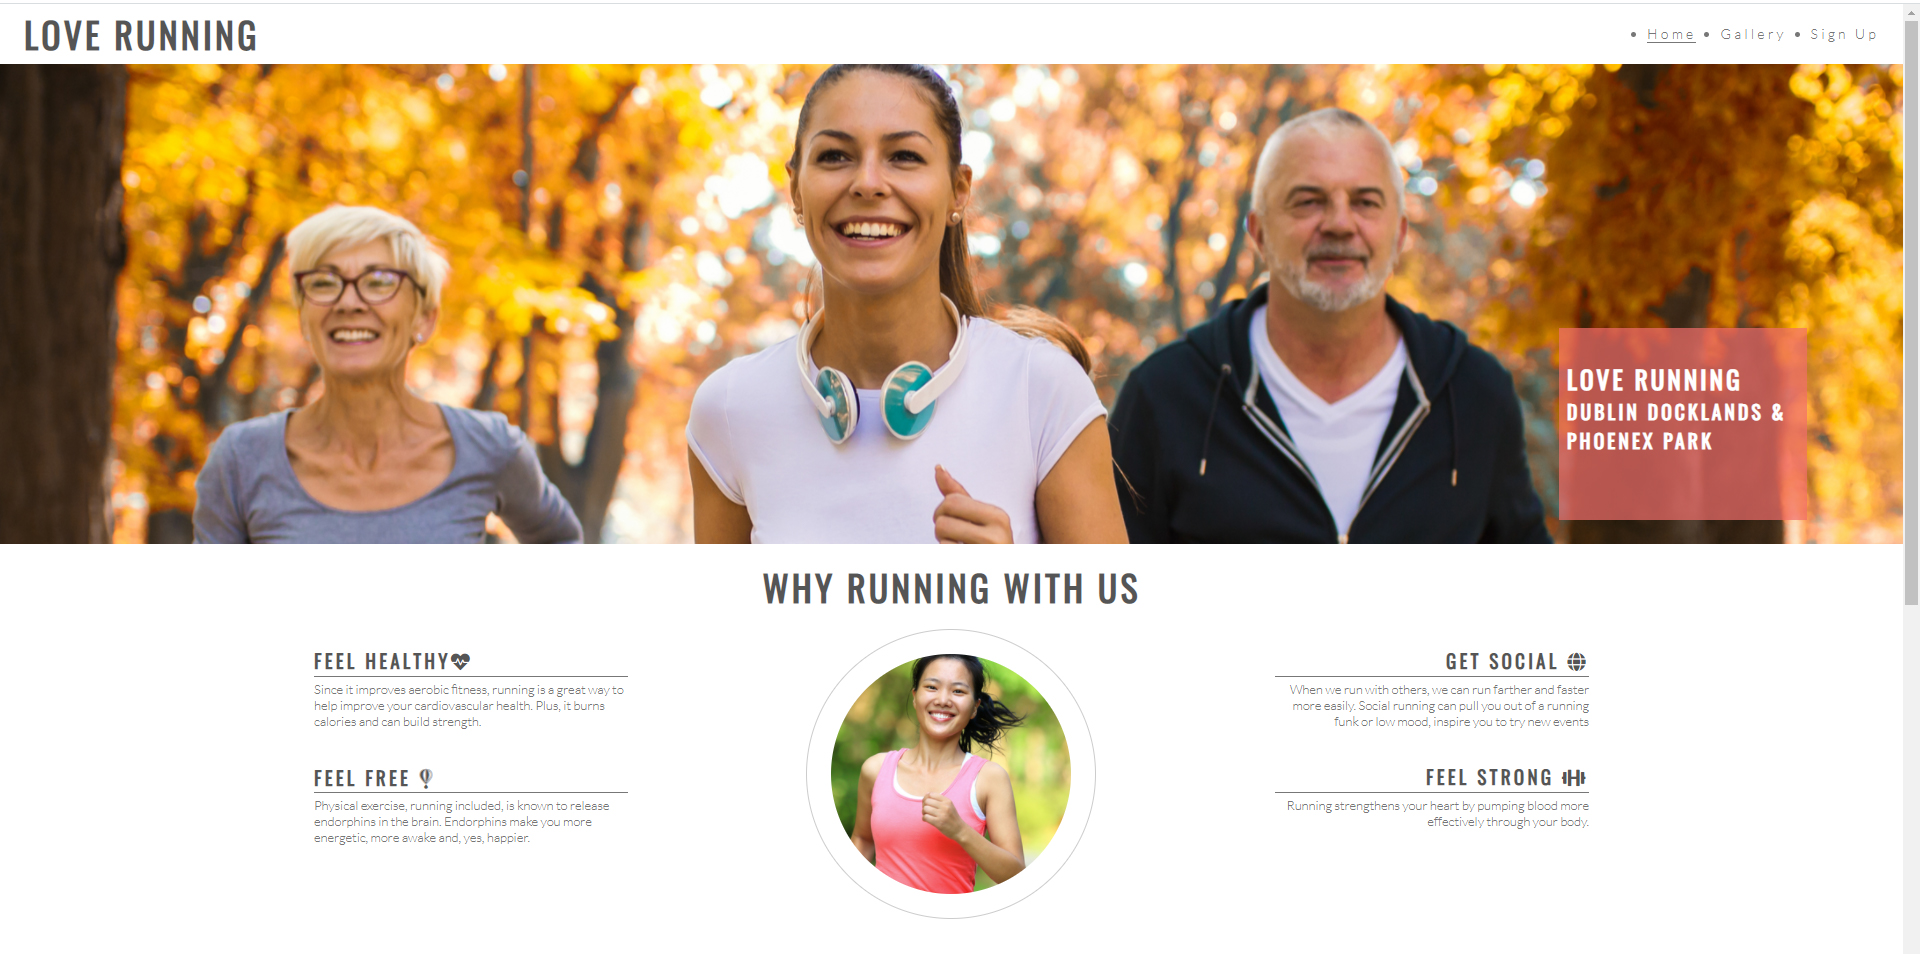 LOVE RUNNING
• Home • Gallery • Sign Up
LOVE RUNNING
DUBLIN DOCKLANDS &
PHOENEX PARK
WHY RUNNING WITH US
FEEL HEALTHY
Since it improves aerobic fitness, running is a great way to
help improve your cardiovascular health. Plus, it burns
calories and can build strength.
FEEL FREE
Physical exercise, running included, is known to release
endorphins in the brain. Endorphins make you more
energetic, more awake and, yes, happier.
GET SOCIAL
When we run with others, we can run farther and faster
more easily. Social running can pull you out of a running
funk or low mood, inspire you to try new events
FEEL STRONG
Running strengthens your heart by pumping blood more
effectively through your body.